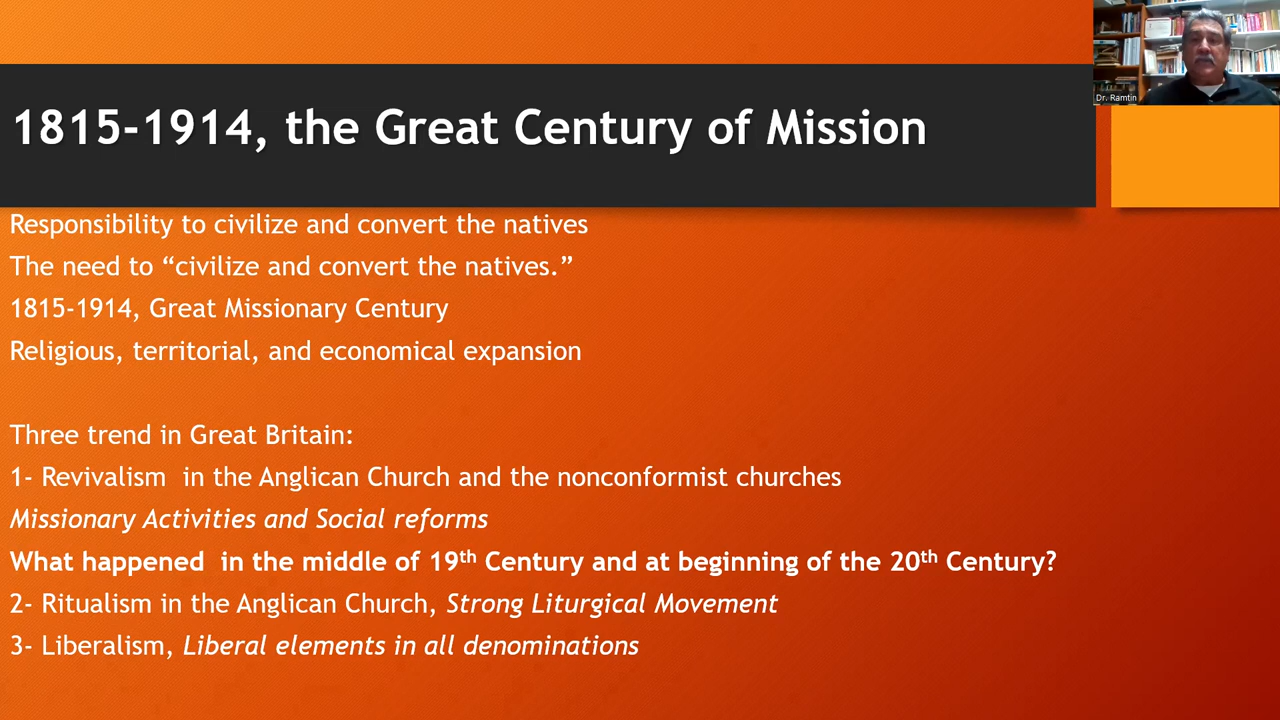 Dr. Ramtin
1815-1914, the Great Century of Mission
Responsibility to civilize and convert the natives
The need to “civilize and convert the natives.”
1815-1914, Great Missionary Century
Religious, territorial, and economical expansion
Three trend in Great Britain:
1- Revivalism  in the Anglican Church and the nonconformist churches
Missionary Activities and Social reforms
What happened  in the middle of 19th Century and at beginning of the 20th Century?
2- Ritualism in the Anglican Church, Strong Liturgical Movement
3- Liberalism, Liberal elements in all denominations